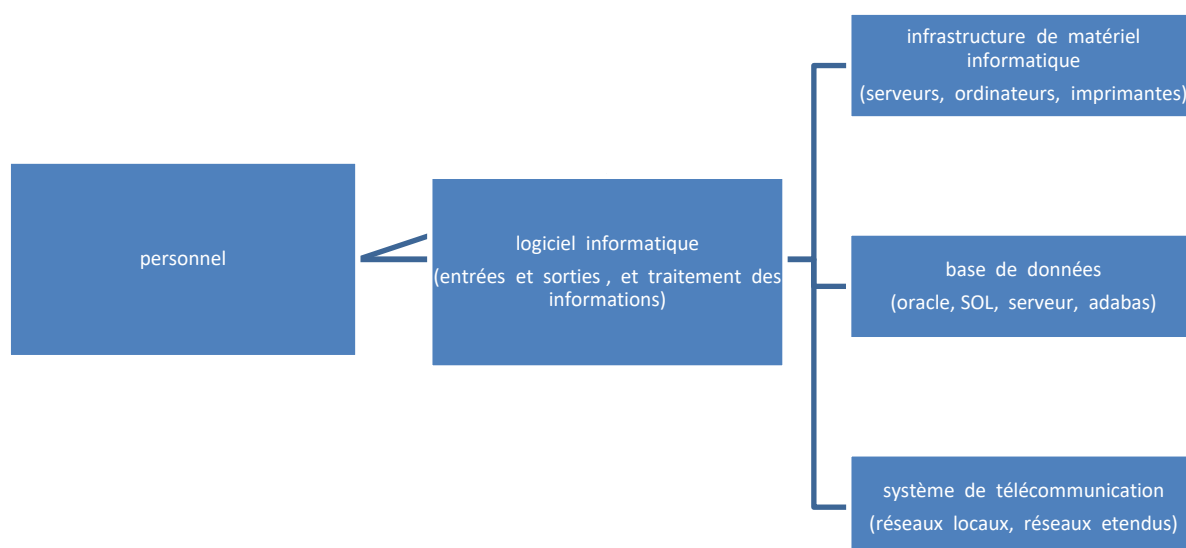 personnel
logiciel informatique
(entrées et sorties , et traitement des
informations)
infrastructure de matériel
informatique
(serveurs, ordinateurs, imprimantes)
base de données
(oracle, SOL, serveur, adabas)
système de télécommunication
(réseaux locaux, réseaux etendus)